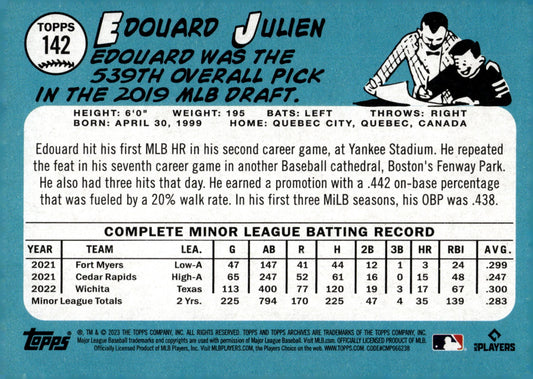 TOPPS
142
EDOUARD JULIEN
EDOUARD WAS THE
539TH OVERALL PICK
IN THE 2019 MLB DRAFT.
HEIGHT: 6'0" WEIGHT: 195 BATS: LEFT THROWS: RIGHT
BORN: APRIL 30, 1999 HOME: QUEBEC CITY, QUEBEC, CANADA
Edouard hit his first MLB HR in his second career game, at Yankee Stadium. He repeated
the feat in his seventh career game in another Baseball cathedral, Boston's Fenway Park.
He also had three hits that day. He earned a promotion with a .442 on-base percentage
that was fueled by a 20% walk rate. In his first three MiLB seasons, his OBP was .438.
COMPLETE MINOR LEAGUE BATTING RECORD
YEAR TEAM LEA. G AB R H 2B 3B HR RBI AVG.
2021 Fort Myers Low-A 47 147 41 44 12 1 3 24 .299
2021 Cedar Rapids High-A 65 247 52 61 16 0 15 48 .247
2022 Wichita Texas 113 400 77 120 19 3 17 67 .300
Minor League Totals 2 Yrs. 225 794 170 225 47 4 35 139 .283
Topps
®, TM & © 2023 THE TOPPS COMPANY, INC. ALL RIGHTS RESERVED. TOPPS AND TOPPS ARCHIVES ARE TRADEMARKS OF THE TOPPS COMPANY, INC.
Major League Baseball trademarks and copyrights are used with permission of Major League Baseball. Visit MLB.com. OFFICIALLY LICENSED PRODUCT OF MLB.
Officially Licensed Product of MLB Players, Inc. Visit MLBPLAYERS.com, the Players Choice on the web. WWW.TOPPS.COM. CODE#CMP066238
MLB PLAYERS